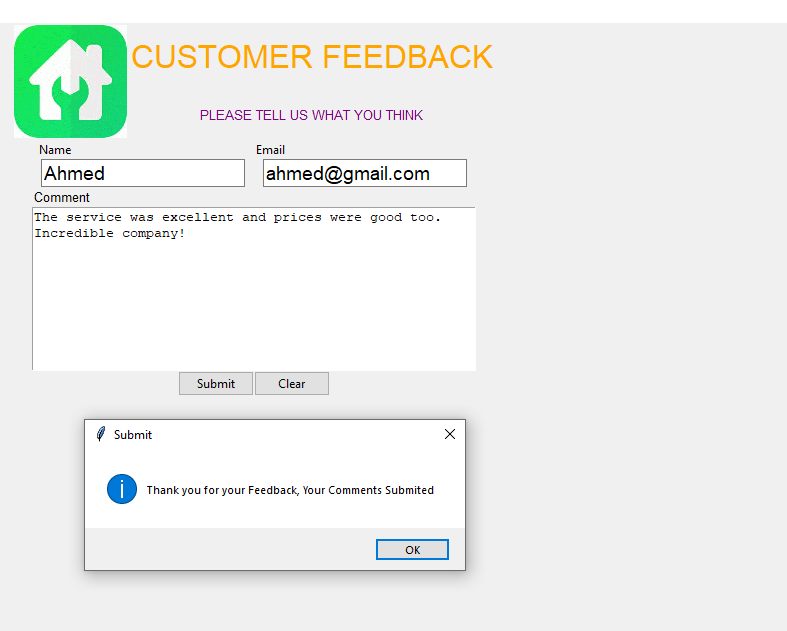 CUSTOMER FEEDBACK
PLEASE TELL US WHAT YOU THINK
Name Email
Ahmed ahmed@gmail.com
Comment
The service was excellent and prices were good too.
Incredible company!
Submit Clear
Submit
Thank you for your Feedback, Your Comments Submited
OK